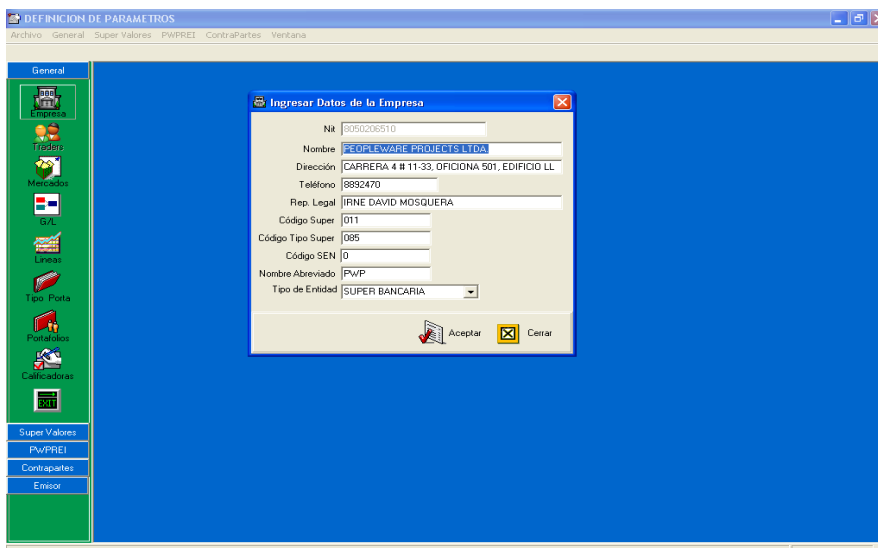 DEFINICION DE PARAMETROS
Archivo General Super Valores PWPREI ContraPartes Ventana
General
Empresa
Traders
Mercados
G/L
Lineas
Tipo Porta
Portafolios
Calificadoras
EXIT
Super Valores
PWPREI
Contrapartes
Emisor
Ingresar Datos de la Empresa
Nit 8050206510
Nombre PEOPLEWARE PROJECTS LTDA.
Dirección CARRERA 4 # 11-33, OFICIONA 501, EDIFICIO LL
Teléfono 8892470
Rep. Legal IRNE DAVID MOSQUERA
Código Super 011
Código Tipo Super 085
Código SEN 0
Nombre Abreviado PWP
Tipo de Entidad SUPER BANCARIA
Aceptar Cerrar